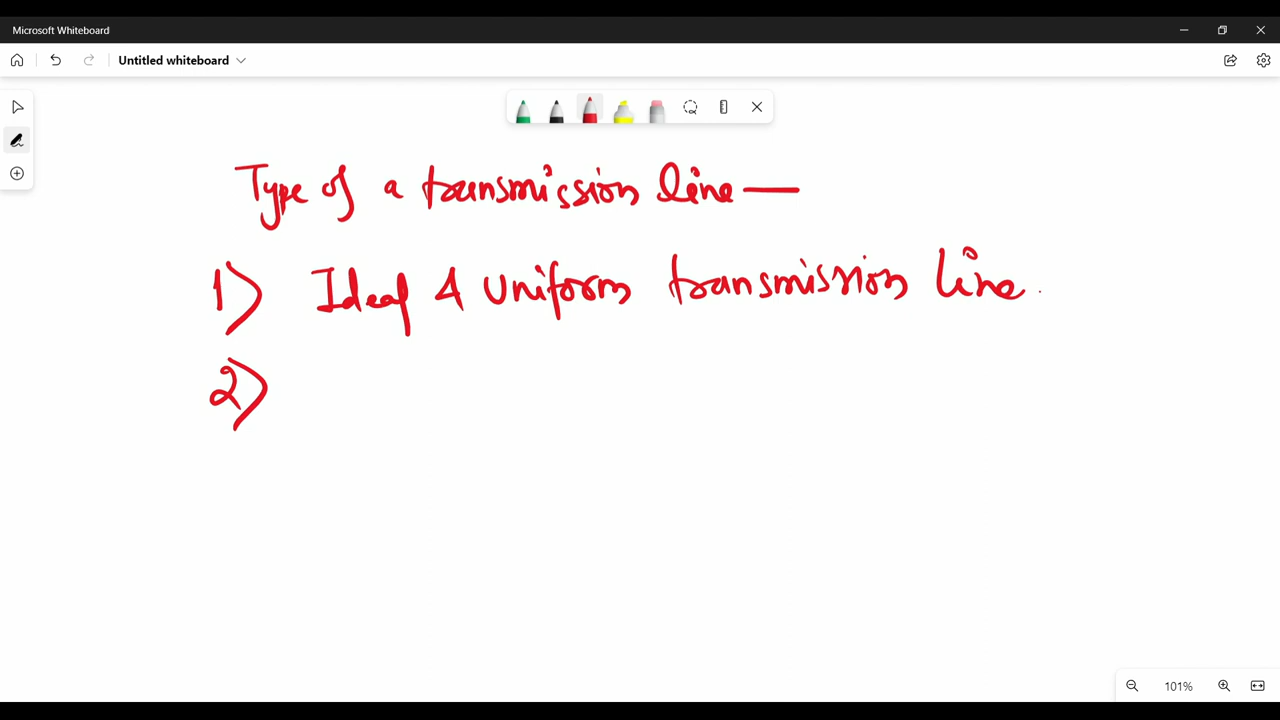 Microsoft Whiteboard
Untitled whiteboard
Type of a transmission line —
1) Ideal & uniform transmission line.
2)
101%